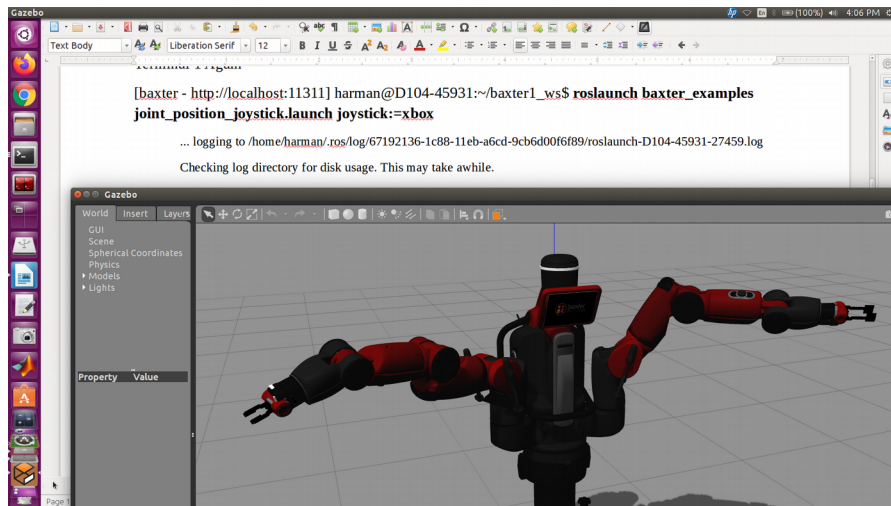 Gazebo
(100%) 4:06 PM
Text Body Liberation Serif 12
Terminal 1 Again
[baxter - http://localhost:11311] harman@D104-45931:~/baxter1_ws$ roslaunch baxter_examples
joint_position_joystick.launch joystick:=xbox
... logging to /home/harman/.ros/log/67192136-1c88-11eb-a6cd-9cb6d00f6f89/roslaunch-D104-45931-27459.log
Checking log directory for disk usage. This may take awhile.
Gazebo
World Insert Layers
GUI
Scene
Spherical Coordinates
Physics
Models
Lights
Property Value
Page 1